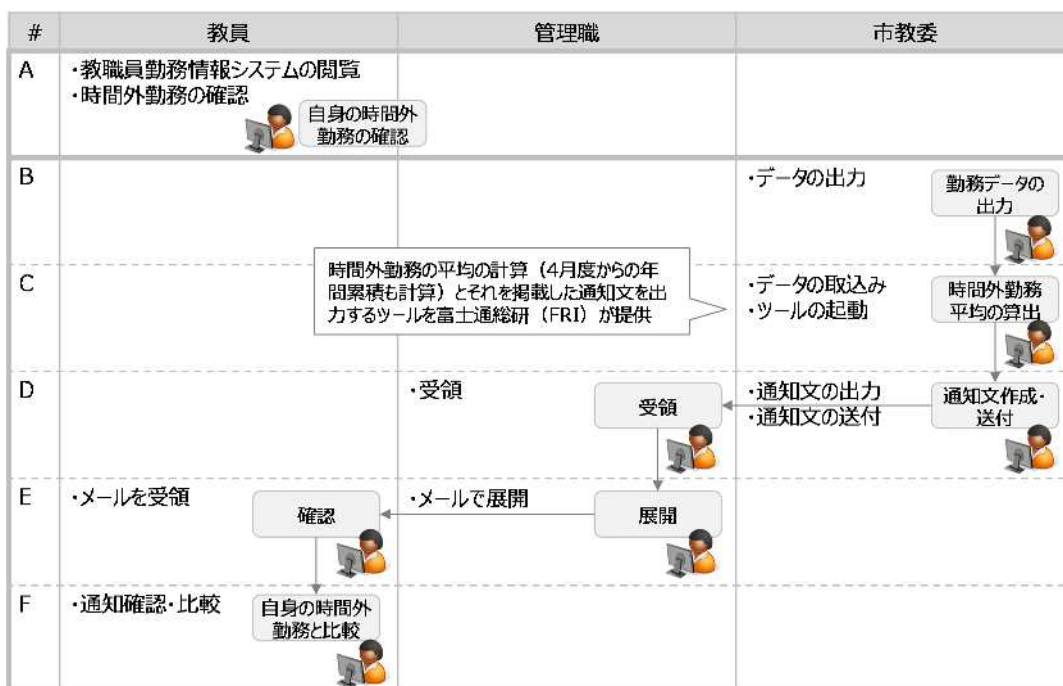 #
教員
管理職
市教委
A
・教職員勤務情報システムの閲覧
・時間外勤務の確認
自身の時間外
勤務の確認
B
・データの出力
勤務データの
出力
時間外勤務の平均の計算（4月度からの年
間累積も計算）とそれを掲載した通知文を出
力するツールを富士通総研（FRI）が提供
C
・データの取込み
・ツールの起動
時間外勤務
平均の算出
D
・受領
受領
・通知文の出力
・通知文の送付
通知文作成・
送付
E
・メールを受領
確認
・メールで展開
展開
F
・通知確認・比較
自身の時間外
勤務と比較